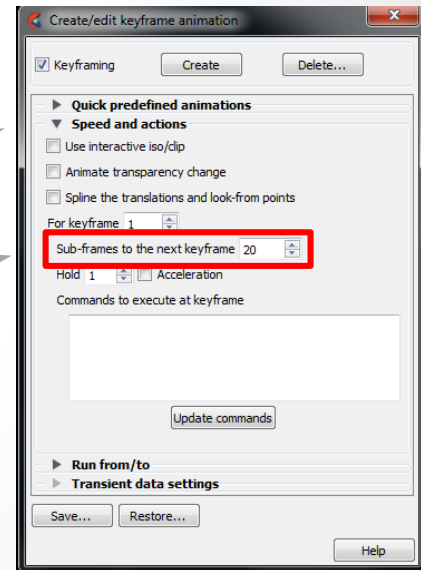 Create/edit keyframe animation
Keyframing Create Delete...
Quick predefined animations
Speed and actions
Use interactive iso/clip
Animate transparency change
Spline the translations and look-from points
For keyframe 1
Sub-frames to the next keyframe 20
Hold 1 Acceleration
Commands to execute at keyframe
Update commands
Run from/to
Transient data settings
Save... Restore...
Help